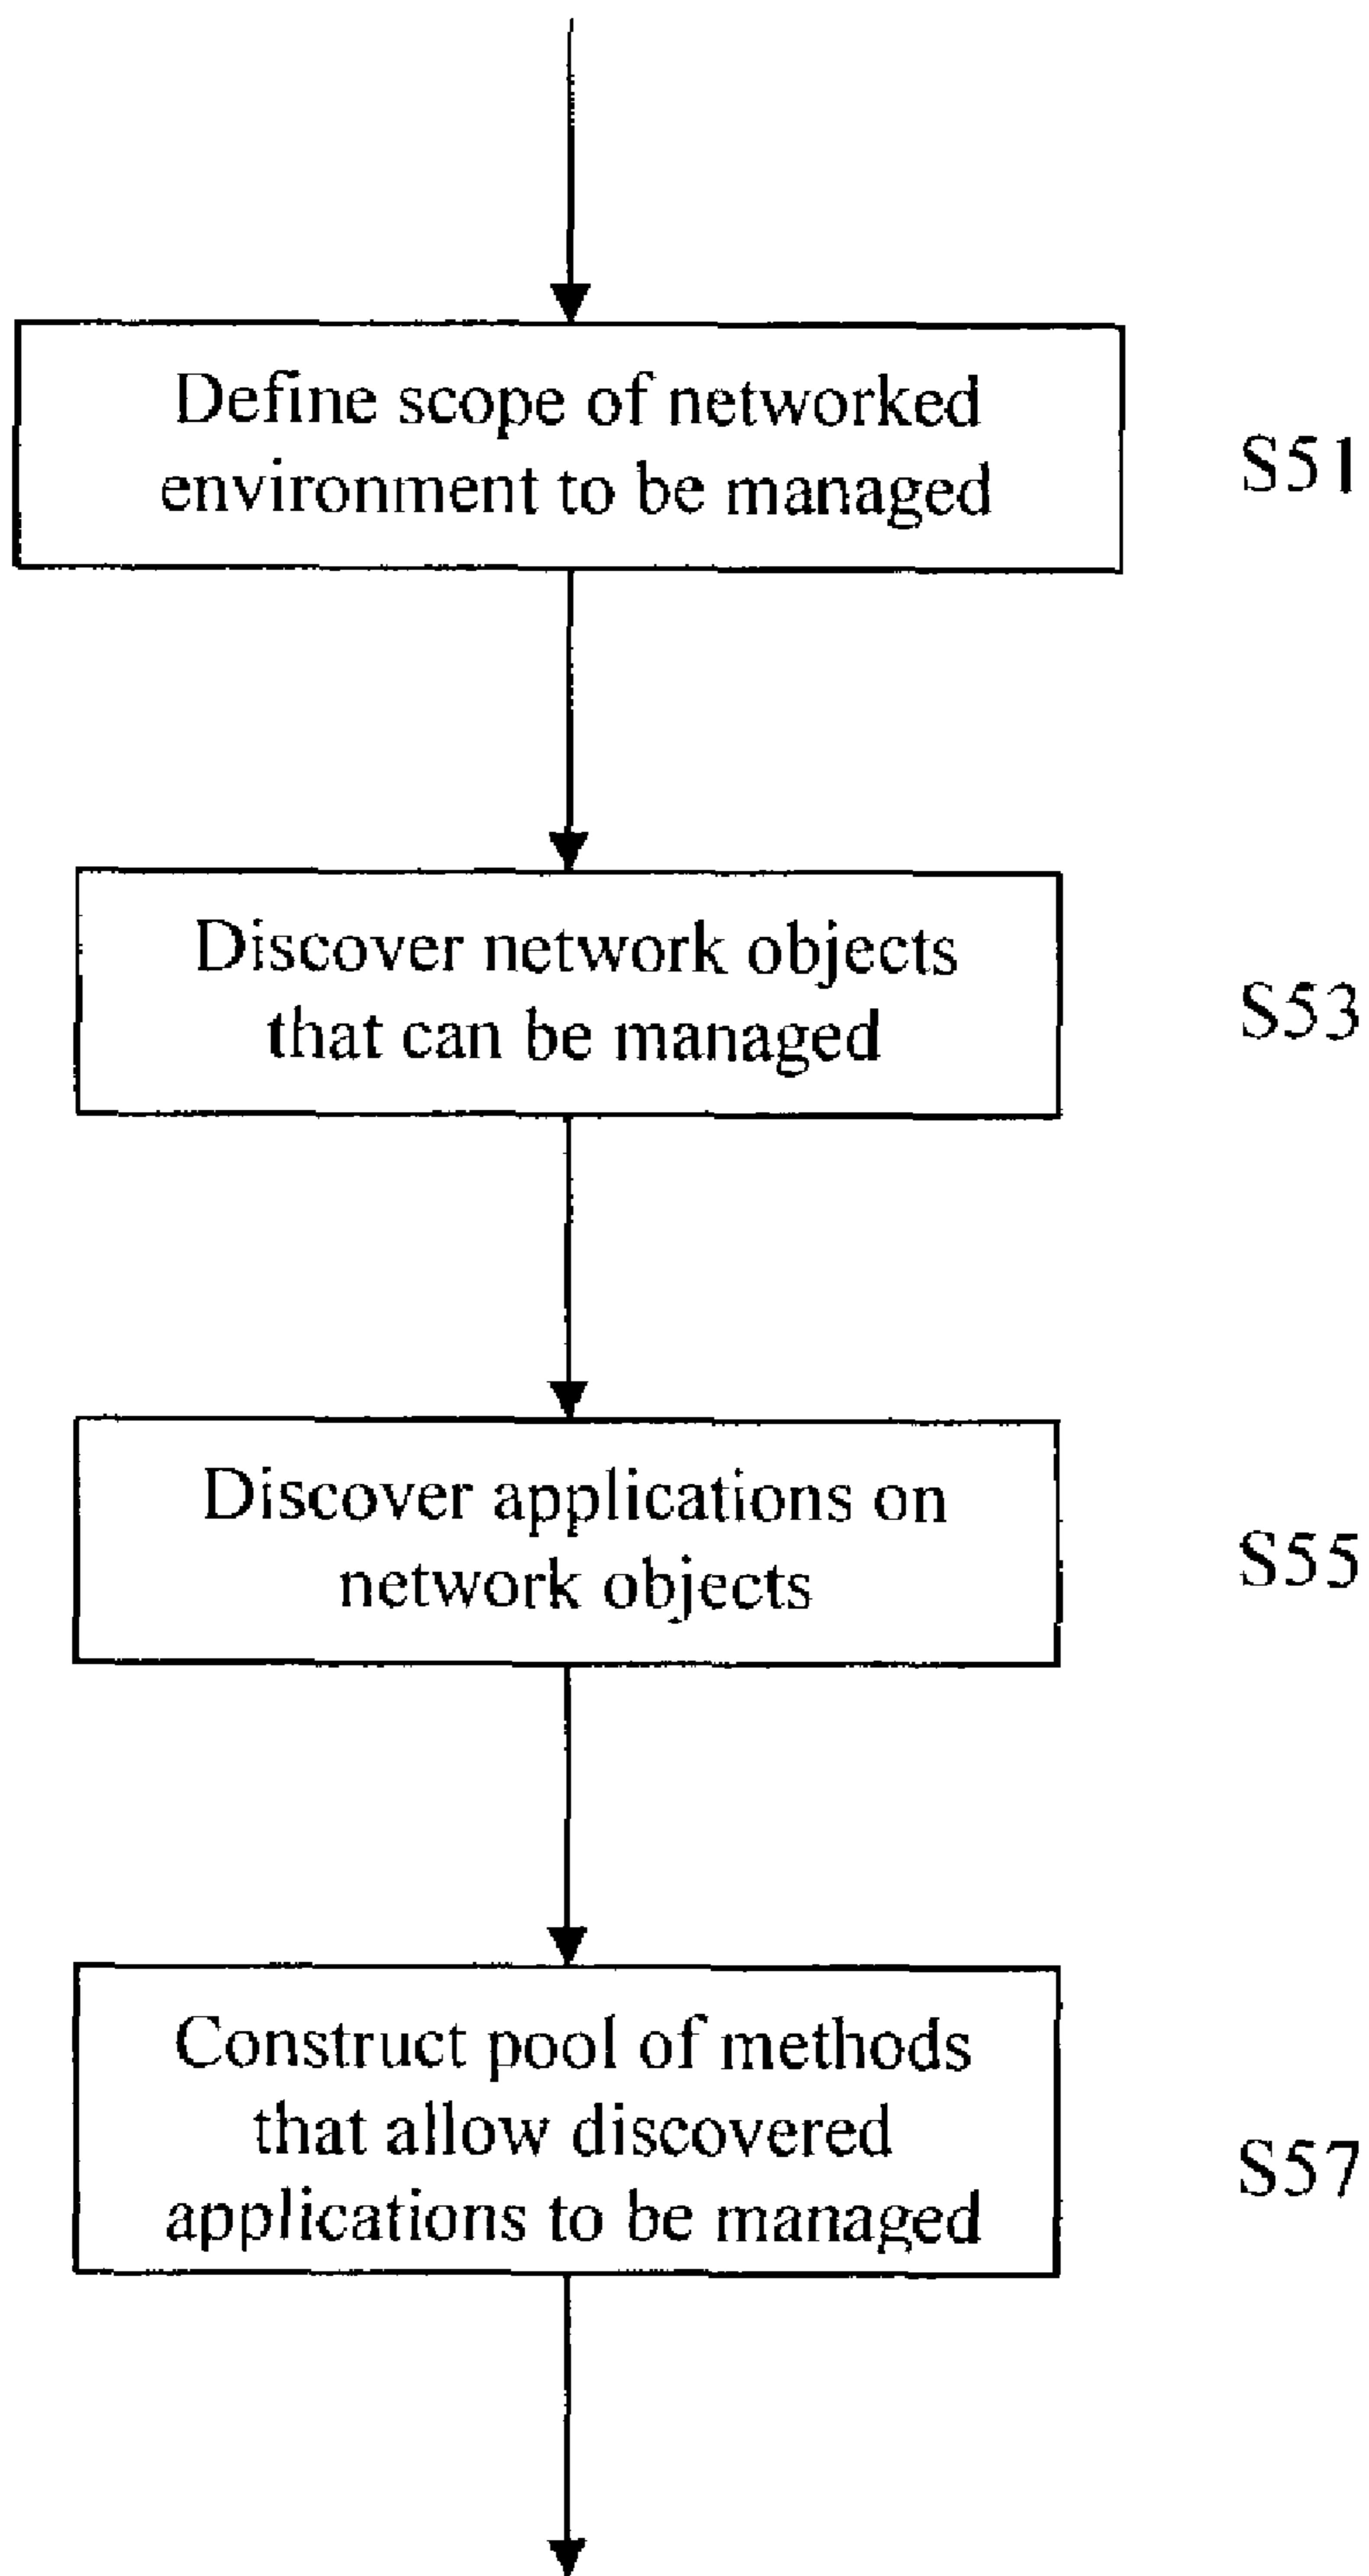 Define scope of networked
environment to be managed
S51
Discover network objects
that can be managed
S53
Discover applications on
network objects
S55
Construct pool of methods
that allow discovered
applications to be managed
S57